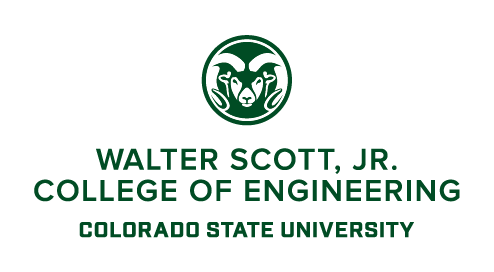 WALTER SCOTT, JR.
COLLEGE OF ENGINEERING
COLORADO STATE UNIVERSITY